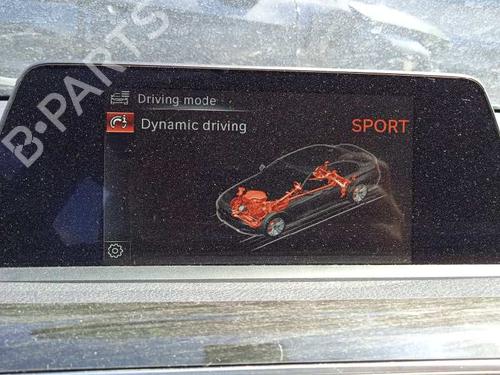 B-PARTS
Driving mode
Dynamic driving
SPORT